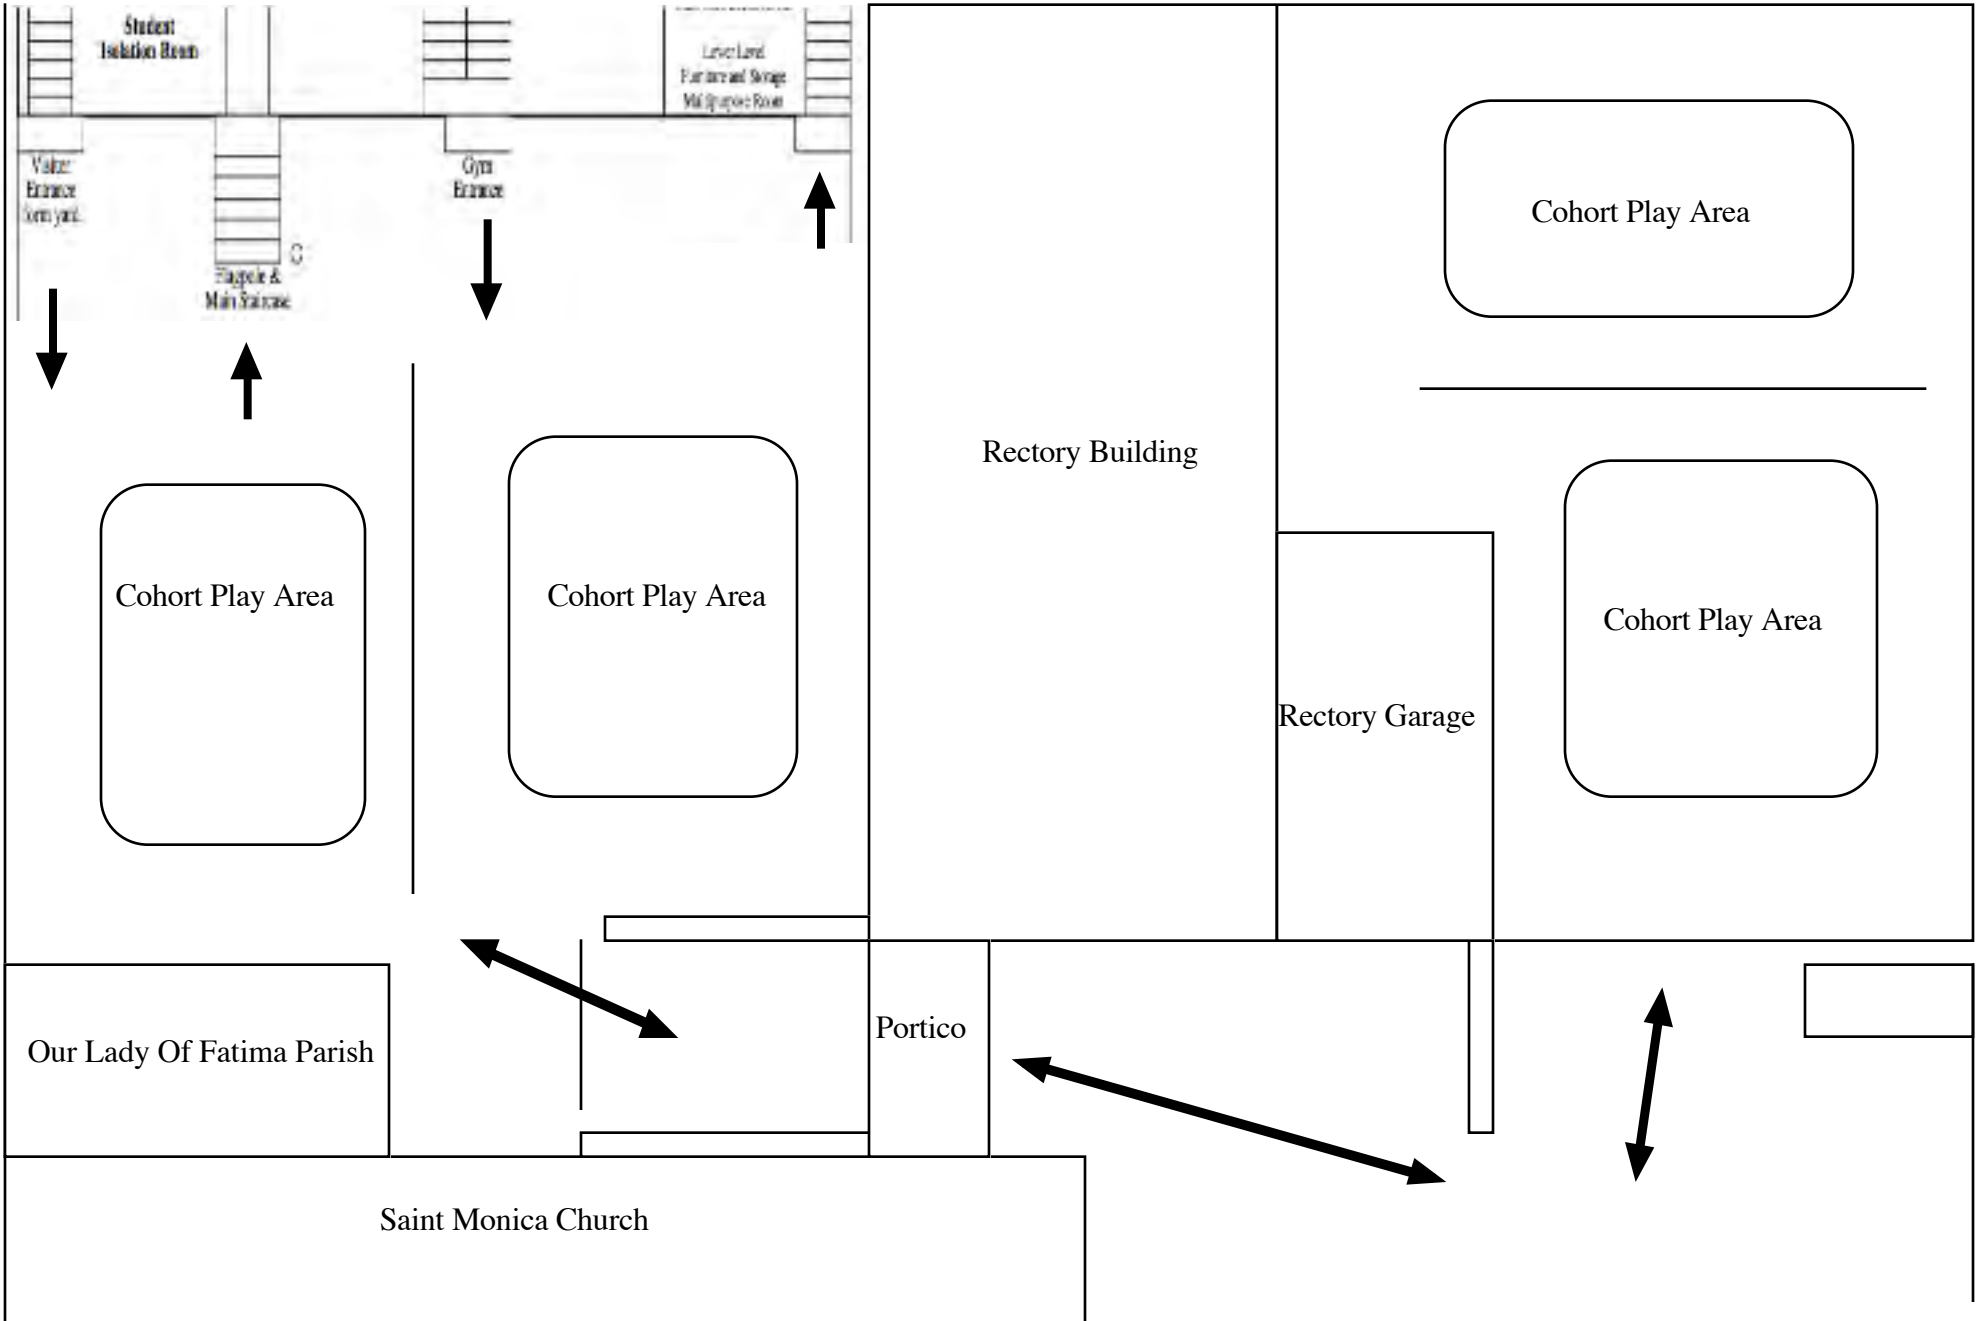 Student
Isolation Room
Lower Level
Furniture and Storage
Multipurpose Room
Visitor
Entrance
form yard
Gym
Entrance
Flagpole &
Main Staircase
Cohort Play Area
Rectory Building
Cohort Play Area
Cohort Play Area
Cohort Play Area
Rectory Garage
Our Lady Of Fatima Parish
Portico
Saint Monica Church